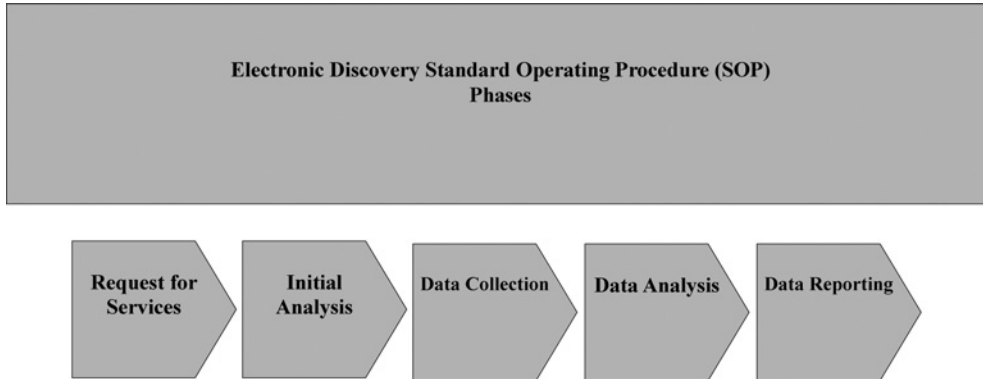 Electronic Discovery Standard Operating Procedure (SOP)
Phases
Request for
Services
Initial
Analysis
Data Collection
Data Analysis
Data Reporting